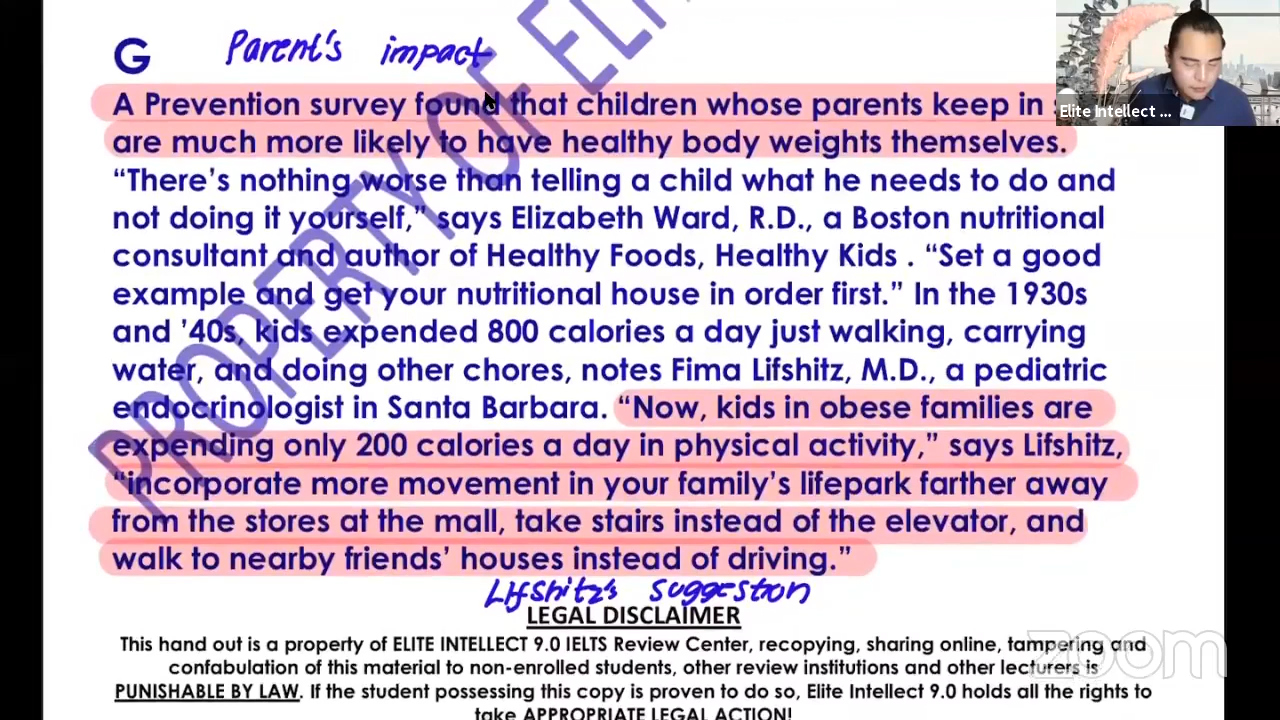 G Parent's impact
A Prevention survey found that children whose parents keep in
are much more likely to have healthy body weights themselves.
“There’s nothing worse than telling a child what he needs to do and
not doing it yourself,” says Elizabeth Ward, R.D., a Boston nutritional
consultant and author of Healthy Foods, Healthy Kids . “Set a good
example and get your nutritional house in order first.” In the 1930s
and ’40s, kids expended 800 calories a day just walking, carrying
water, and doing other chores, notes Fima Lifshitz, M.D., a pediatric
endocrinologist in Santa Barbara. “Now, kids in obese families are
expending only 200 calories a day in physical activity,” says Lifshitz,
“incorporate more movement in your family’s lifepark farther away
from the stores at the mall, take stairs instead of the elevator, and
walk to nearby friends’ houses instead of driving.”
Lifshitz's suggestion
LEGAL DISCLAIMER
This hand out is a property of ELITE INTELLECT 9.0 IELTS Review Center, recopying, sharing online, tampering and
confabulation of this material to non-enrolled students, other review institutions and other lecturers is
PUNISHABLE BY LAW. If the student possessing this copy is proven to do so, Elite Intellect 9.0 holds all the rights to
take APPROPRIATE LEGAL ACTION!
PROPERTY OF
Elite Intellect ...
zoom